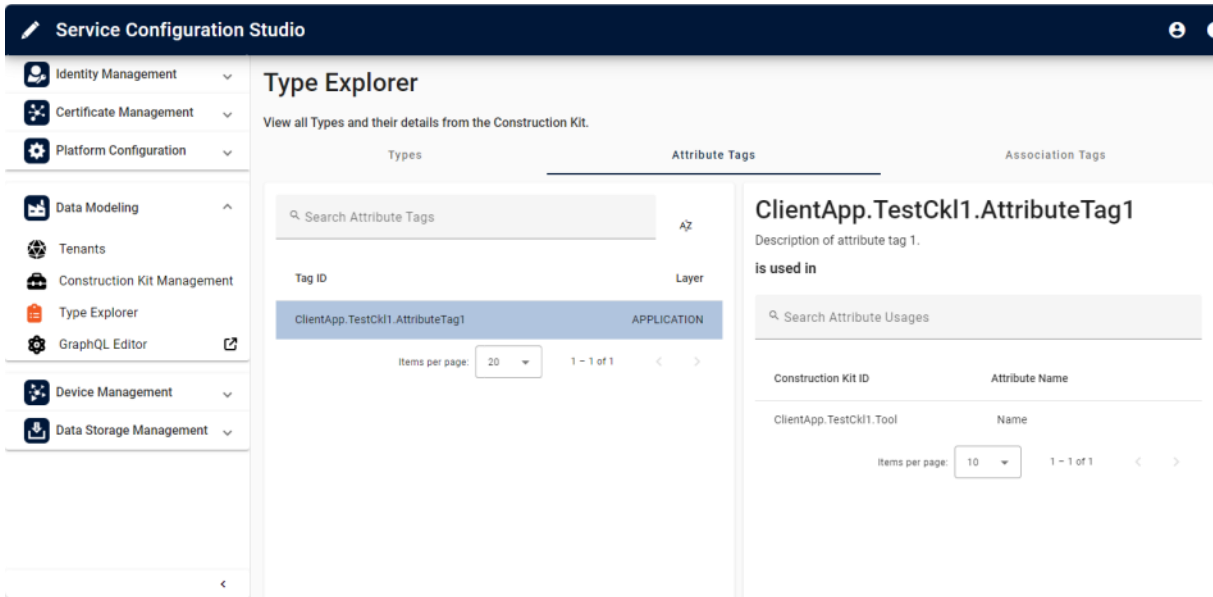 Service Configuration Studio
Identity Management
Certificate Management
Platform Configuration
Data Modeling
Tenants
Construction Kit Management
Type Explorer
GraphQL Editor
Device Management
Data Storage Management
Type Explorer
View all Types and their details from the Construction Kit.
Types
Attribute Tags
Association Tags
Search Attribute Tags
AZ
Tag ID
Layer
ClientApp.TestCkl1.AttributeTag1
APPLICATION
Items per page:
20
1 – 1 of 1
ClientApp.TestCkl1.AttributeTag1
Description of attribute tag 1.
is used in
Search Attribute Usages
Construction Kit ID
Attribute Name
ClientApp.TestCkl1.Tool
Name
Items per page:
10
1 – 1 of 1